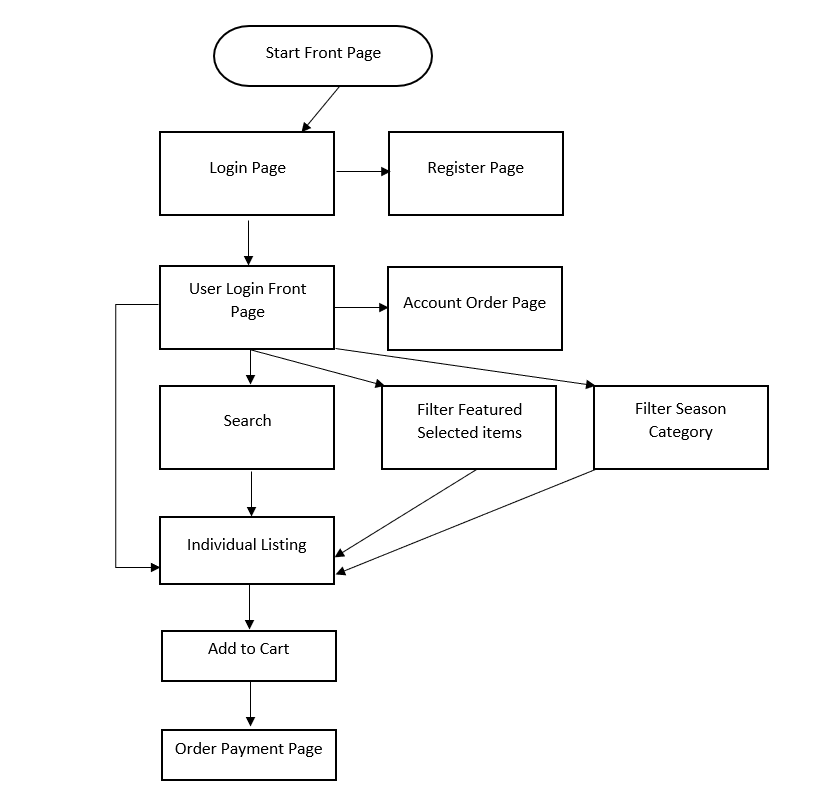 Start Front Page
Login Page
Register Page
User Login Front
Page
Account Order Page
Search
Filter Featured
Selected items
Filter Season
Category
Individual Listing
Add to Cart
Order Payment Page